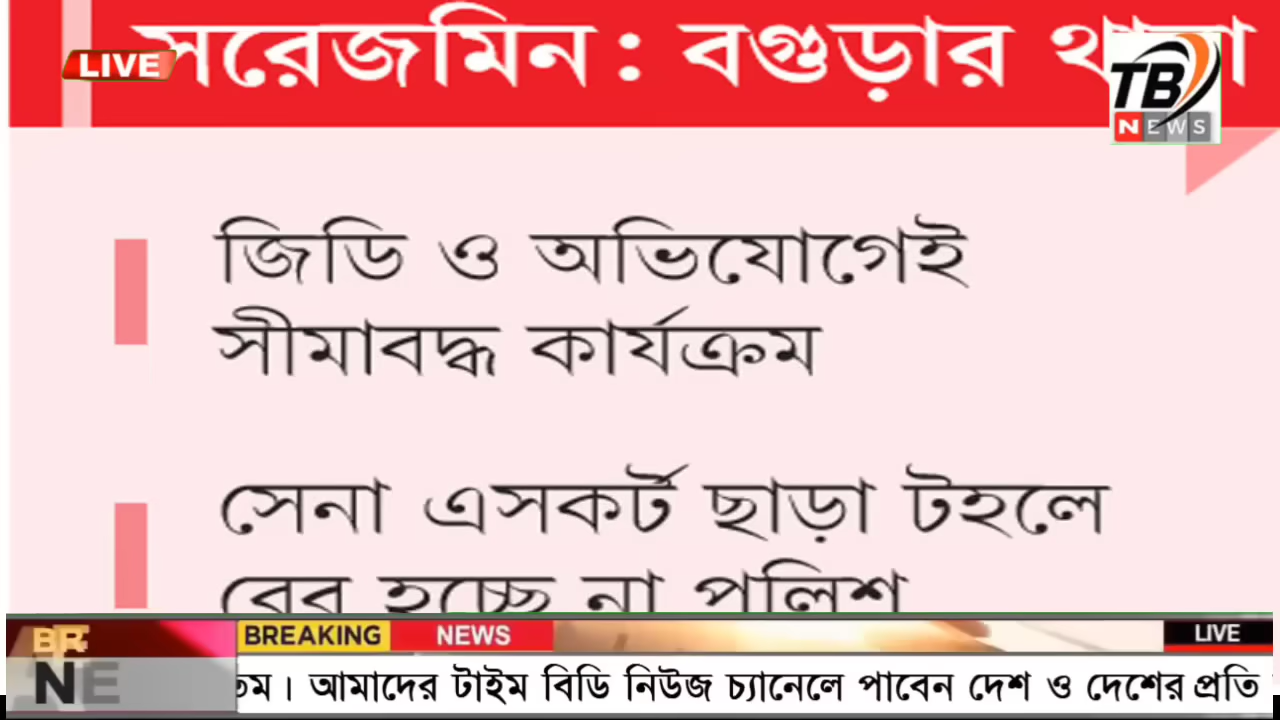 LIVE
সরেজমিন : বগুড়ার থানা
TB
NEWS
জিডি ও অভিযোগেই
সীমাবদ্ধ কার্যক্রম
সেনা এসকর্ট ছাড়া টহলে
বের হচ্ছে না পুলিশ
BREAKING NEWS LIVE
আমাদের টাইম বিডি নিউজ চ্যানেলে পাবেন দেশ ও দেশের প্রতি